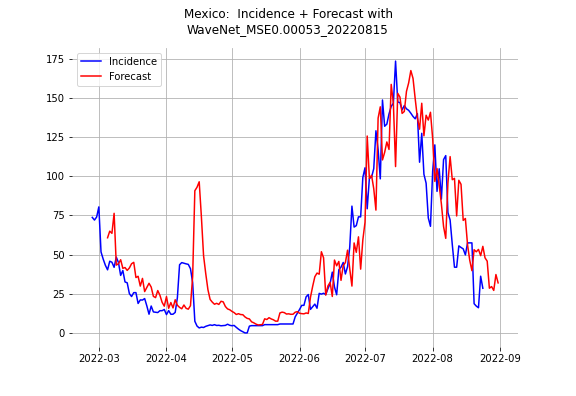 Mexico:  Incidence + Forecast with
WaveNet_MSE0.00053_20220815
Incidence
Forecast
175
150
125
100
75
50
25
0
2022-03 2022-04 2022-05 2022-06 2022-07 2022-08 2022-09